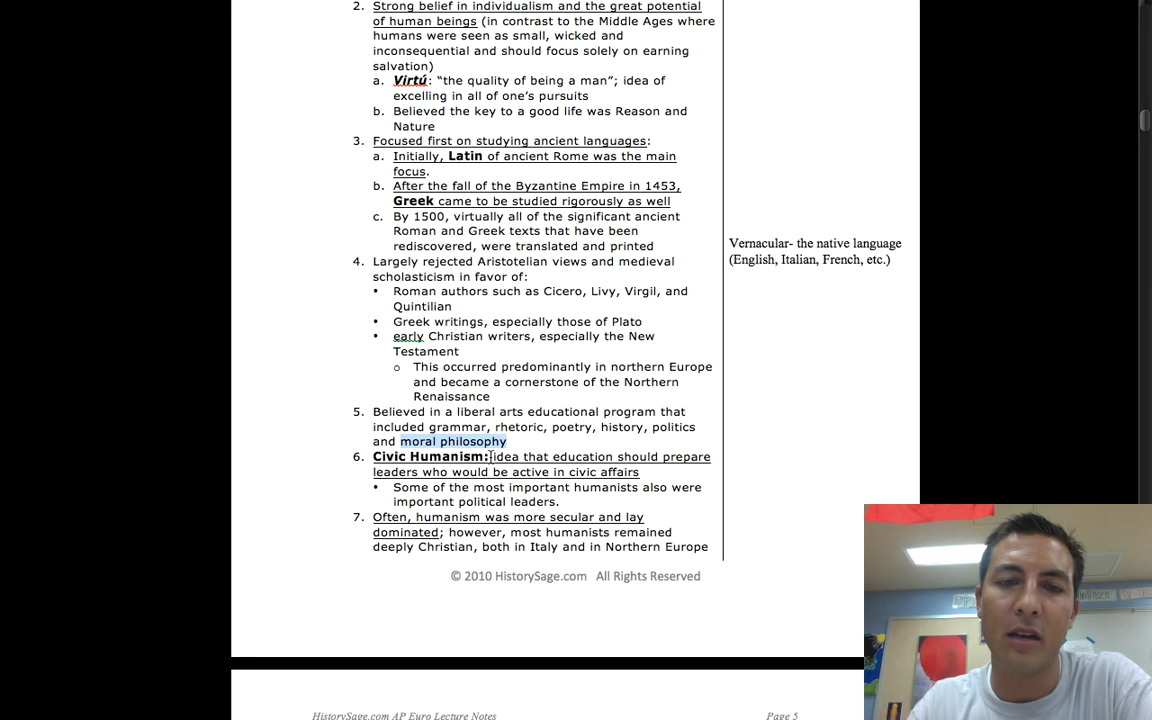 2. Strong belief in individualism and the great potential
of human beings (in contrast to the Middle Ages where
humans were seen as small, wicked and
inconsequential and should focus solely on earning
salvation)
a. Virtú: “the quality of being a man”; idea of
excelling in all of one’s pursuits
b. Believed the key to a good life was Reason and
Nature
3. Focused first on studying ancient languages:
a. Initially, Latin of ancient Rome was the main
focus.
b. After the fall of the Byzantine Empire in 1453,
Greek came to be studied rigorously as well
c. By 1500, virtually all of the significant ancient
Roman and Greek texts that have been
rediscovered, were translated and printed
4. Largely rejected Aristotelian views and medieval
scholasticism in favor of:
• Roman authors such as Cicero, Livy, Virgil, and
Quintilian
• Greek writings, especially those of Plato
• early Christian writers, especially the New
Testament
o This occurred predominantly in northern Europe
and became a cornerstone of the Northern
Renaissance
5. Believed in a liberal arts educational program that
included grammar, rhetoric, poetry, history, politics
and moral philosophy
6. Civic Humanism: idea that education should prepare
leaders who would be active in civic affairs
• Some of the most important humanists also were
important political leaders.
7. Often, humanism was more secular and lay
dominated; however, most humanists remained
deeply Christian, both in Italy and in Northern Europe
Vernacular- the native language
(English, Italian, French, etc.)
© 2010 HistorySage.com All Rights Reserved
HistorySage.com AP Euro Lecture Notes Page 5